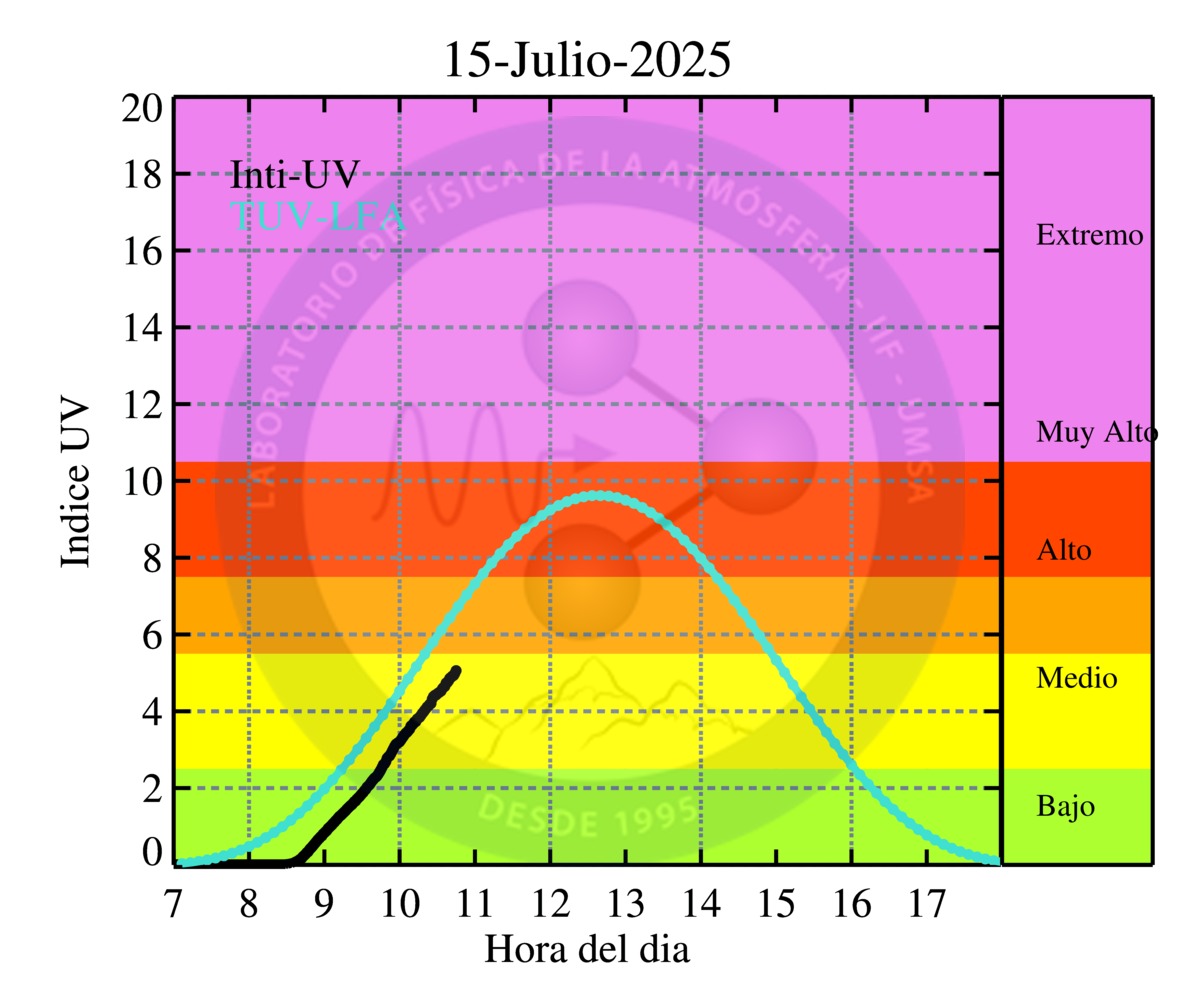 15-Julio-2025
20
18
16
14
12
10
8
6
4
2
0
Indice UV
Inti-UV
TUV-LFA
LABORATORIO DE FÍSICA DE LA ATMÓSFERA - IIF - UMSA
DESDE 1995
Extremo
Muy Alto
Alto
Medio
Bajo
7 8 9 10 11 12 13 14 15 16 17
Hora del dia